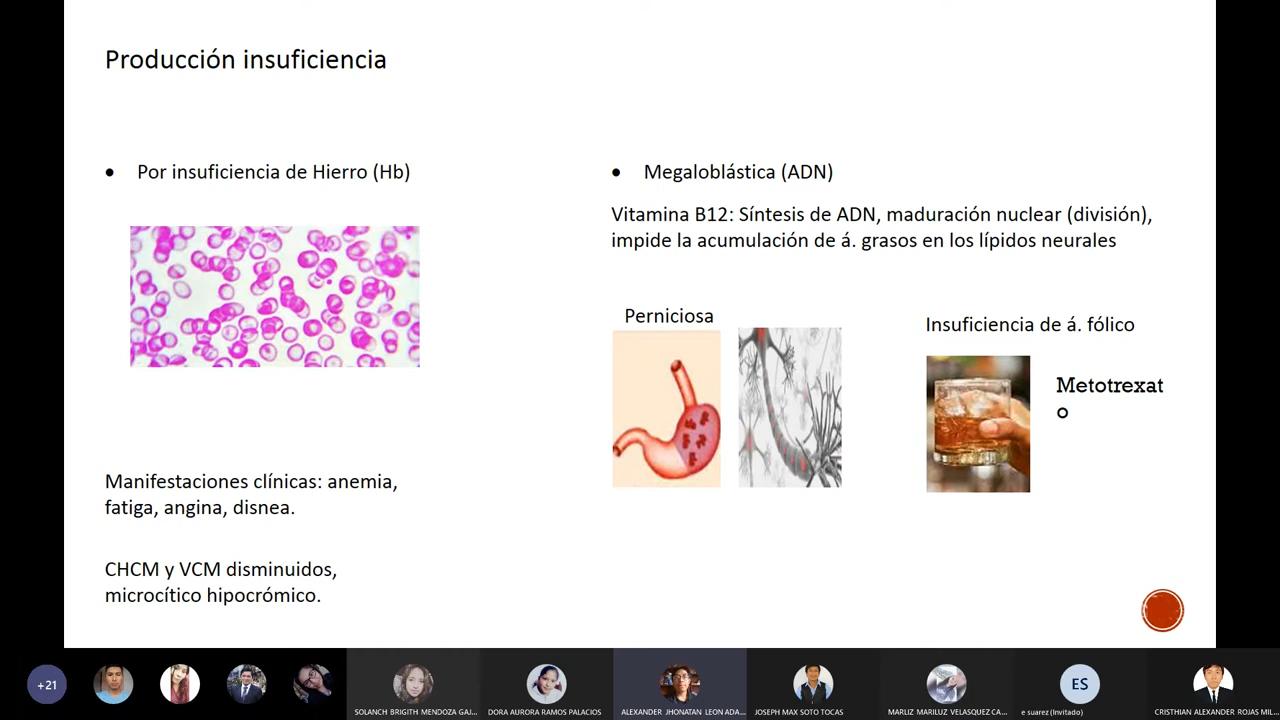 Producción insuficiencia
• Por insuficiencia de Hierro (Hb)
Manifestaciones clínicas: anemia,
fatiga, angina, disnea.
CHCM y VCM disminuidos,
microcítico hipocrómico.
• Megaloblástica (ADN)
Vitamina B12: Síntesis de ADN, maduración nuclear (división),
impide la acumulación de á. grasos en los lípidos neurales
Perniciosa
Insuficiencia de á. fólico
Metotrexat
o
+21
SOLANCH BRIGITH MENDOZA GAJ...
DORA AURORA RAMOS PALACIOS
ALEXANDER JHONATAN LEON ADA...
JOSEPH MAX SOTO TOCAS
MARLIZ MARILUZ VELASQUEZ CA...
ES
e suarez (Invitado)
CRISTHIAN ALEXANDER ROJAS MIL...